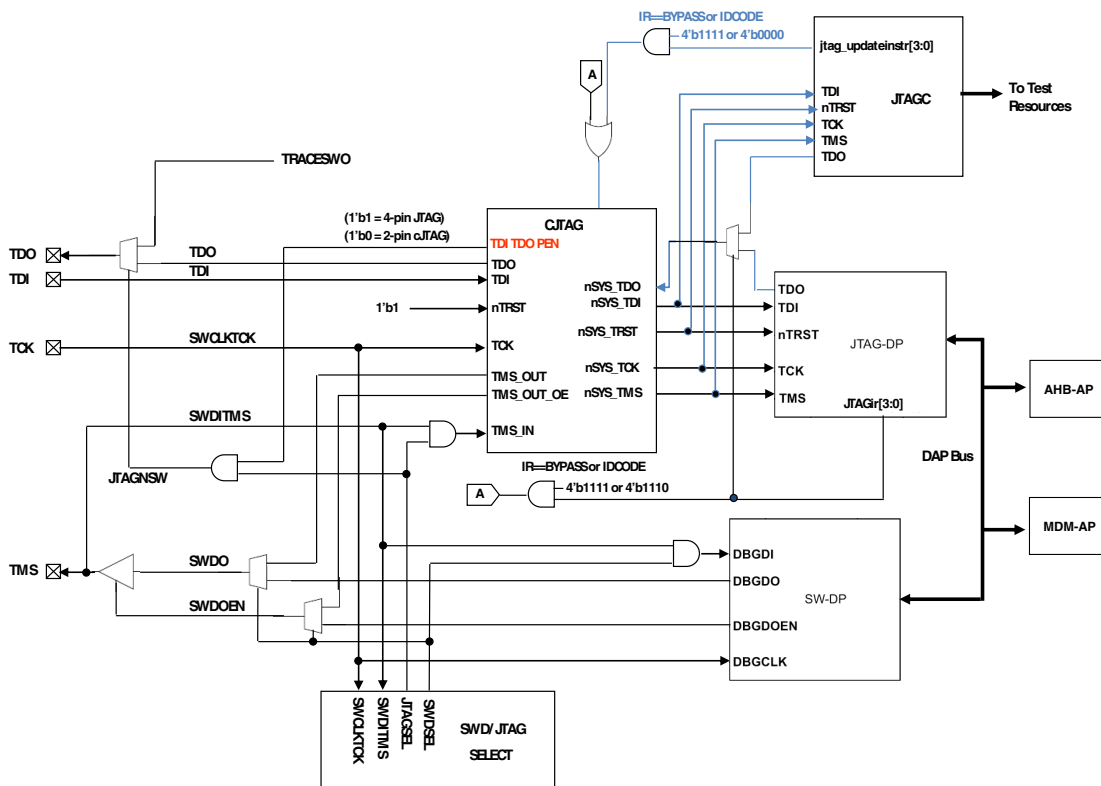 IR==BYPASS or IDCODE
4'b1111 or 4'b0000
jtag_updateinstr[3:0]
A
TDI
nTRST
TCK
TMS
TDO
JTAGC
To Test
Resources
TRACESWO
(1'b1 = 4-pin JTAG)
(1'b0 = 2-pin cJTAG)
CJTAG
TDI TDO PEN
TDO
TDO
TDO
TDI
TDI
TDI
1'b1
nTRST
nSYS_TDO
nSYS_TDI
nSYS_TRST
nSYS_TCK
nSYS_TMS
TDO
TDI
nTRST
JTAG-DP
TCK
TMS
JTAGir[3:0]
TCK
SWCLKTCK
TCK
TMS_OUT
TMS_OUT_OE
TMS_IN
SWDITMS
JTAGNSW
AHB-AP
DAP Bus
IR==BYPASS or IDCODE
4'b1111 or 4'b1110
A
MDM-AP
TMS
SWDO
SWDOEN
DBGDI
DBGDO
SW-DP
DBGDOEN
DBGCLK
SWCLKTCK
SWDITMS
JTAGSEL
SWDSEL
SWD/JTAG
SELECT